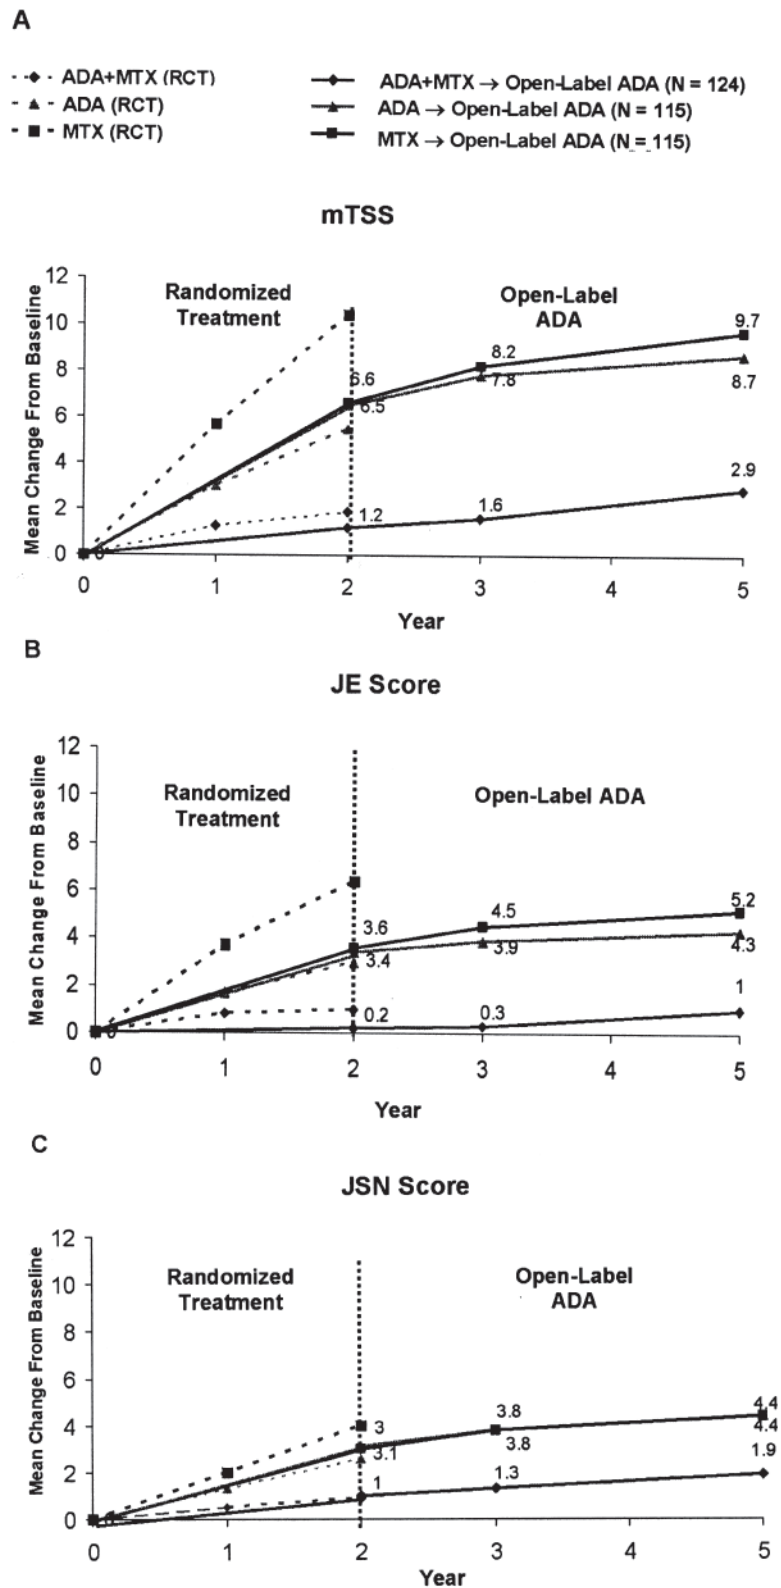 A
ADA+MTX (RCT)
ADA (RCT)
MTX (RCT)
ADA+MTX → Open-Label ADA (N = 124)
ADA → Open-Label ADA (N = 115)
MTX → Open-Label ADA (N = 115)
mTSS
Mean Change From Baseline
12
10
8
6
4
2
0
Randomized
Treatment
Open-Label
ADA
6.6
6.5
1.2
8.2
7.8
1.6
9.7
8.7
2.9
0
0 1 2 3 4 5
Year
B
JE Score
Mean Change From Baseline
12
10
8
6
4
2
0
Randomized
Treatment
Open-Label ADA
3.6
3.4
0.2
4.5
3.9
0.3
5.2
4.3
1
0
0 1 2 3 4 5
Year
C
JSN Score
Mean Change From Baseline
12
10
8
6
4
2
0
Randomized
Treatment
Open-Label
ADA
3
3.1
1
3.8
3.8
1.3
4.4
4.4
1.9
0
0 1 2 3 4 5
Year